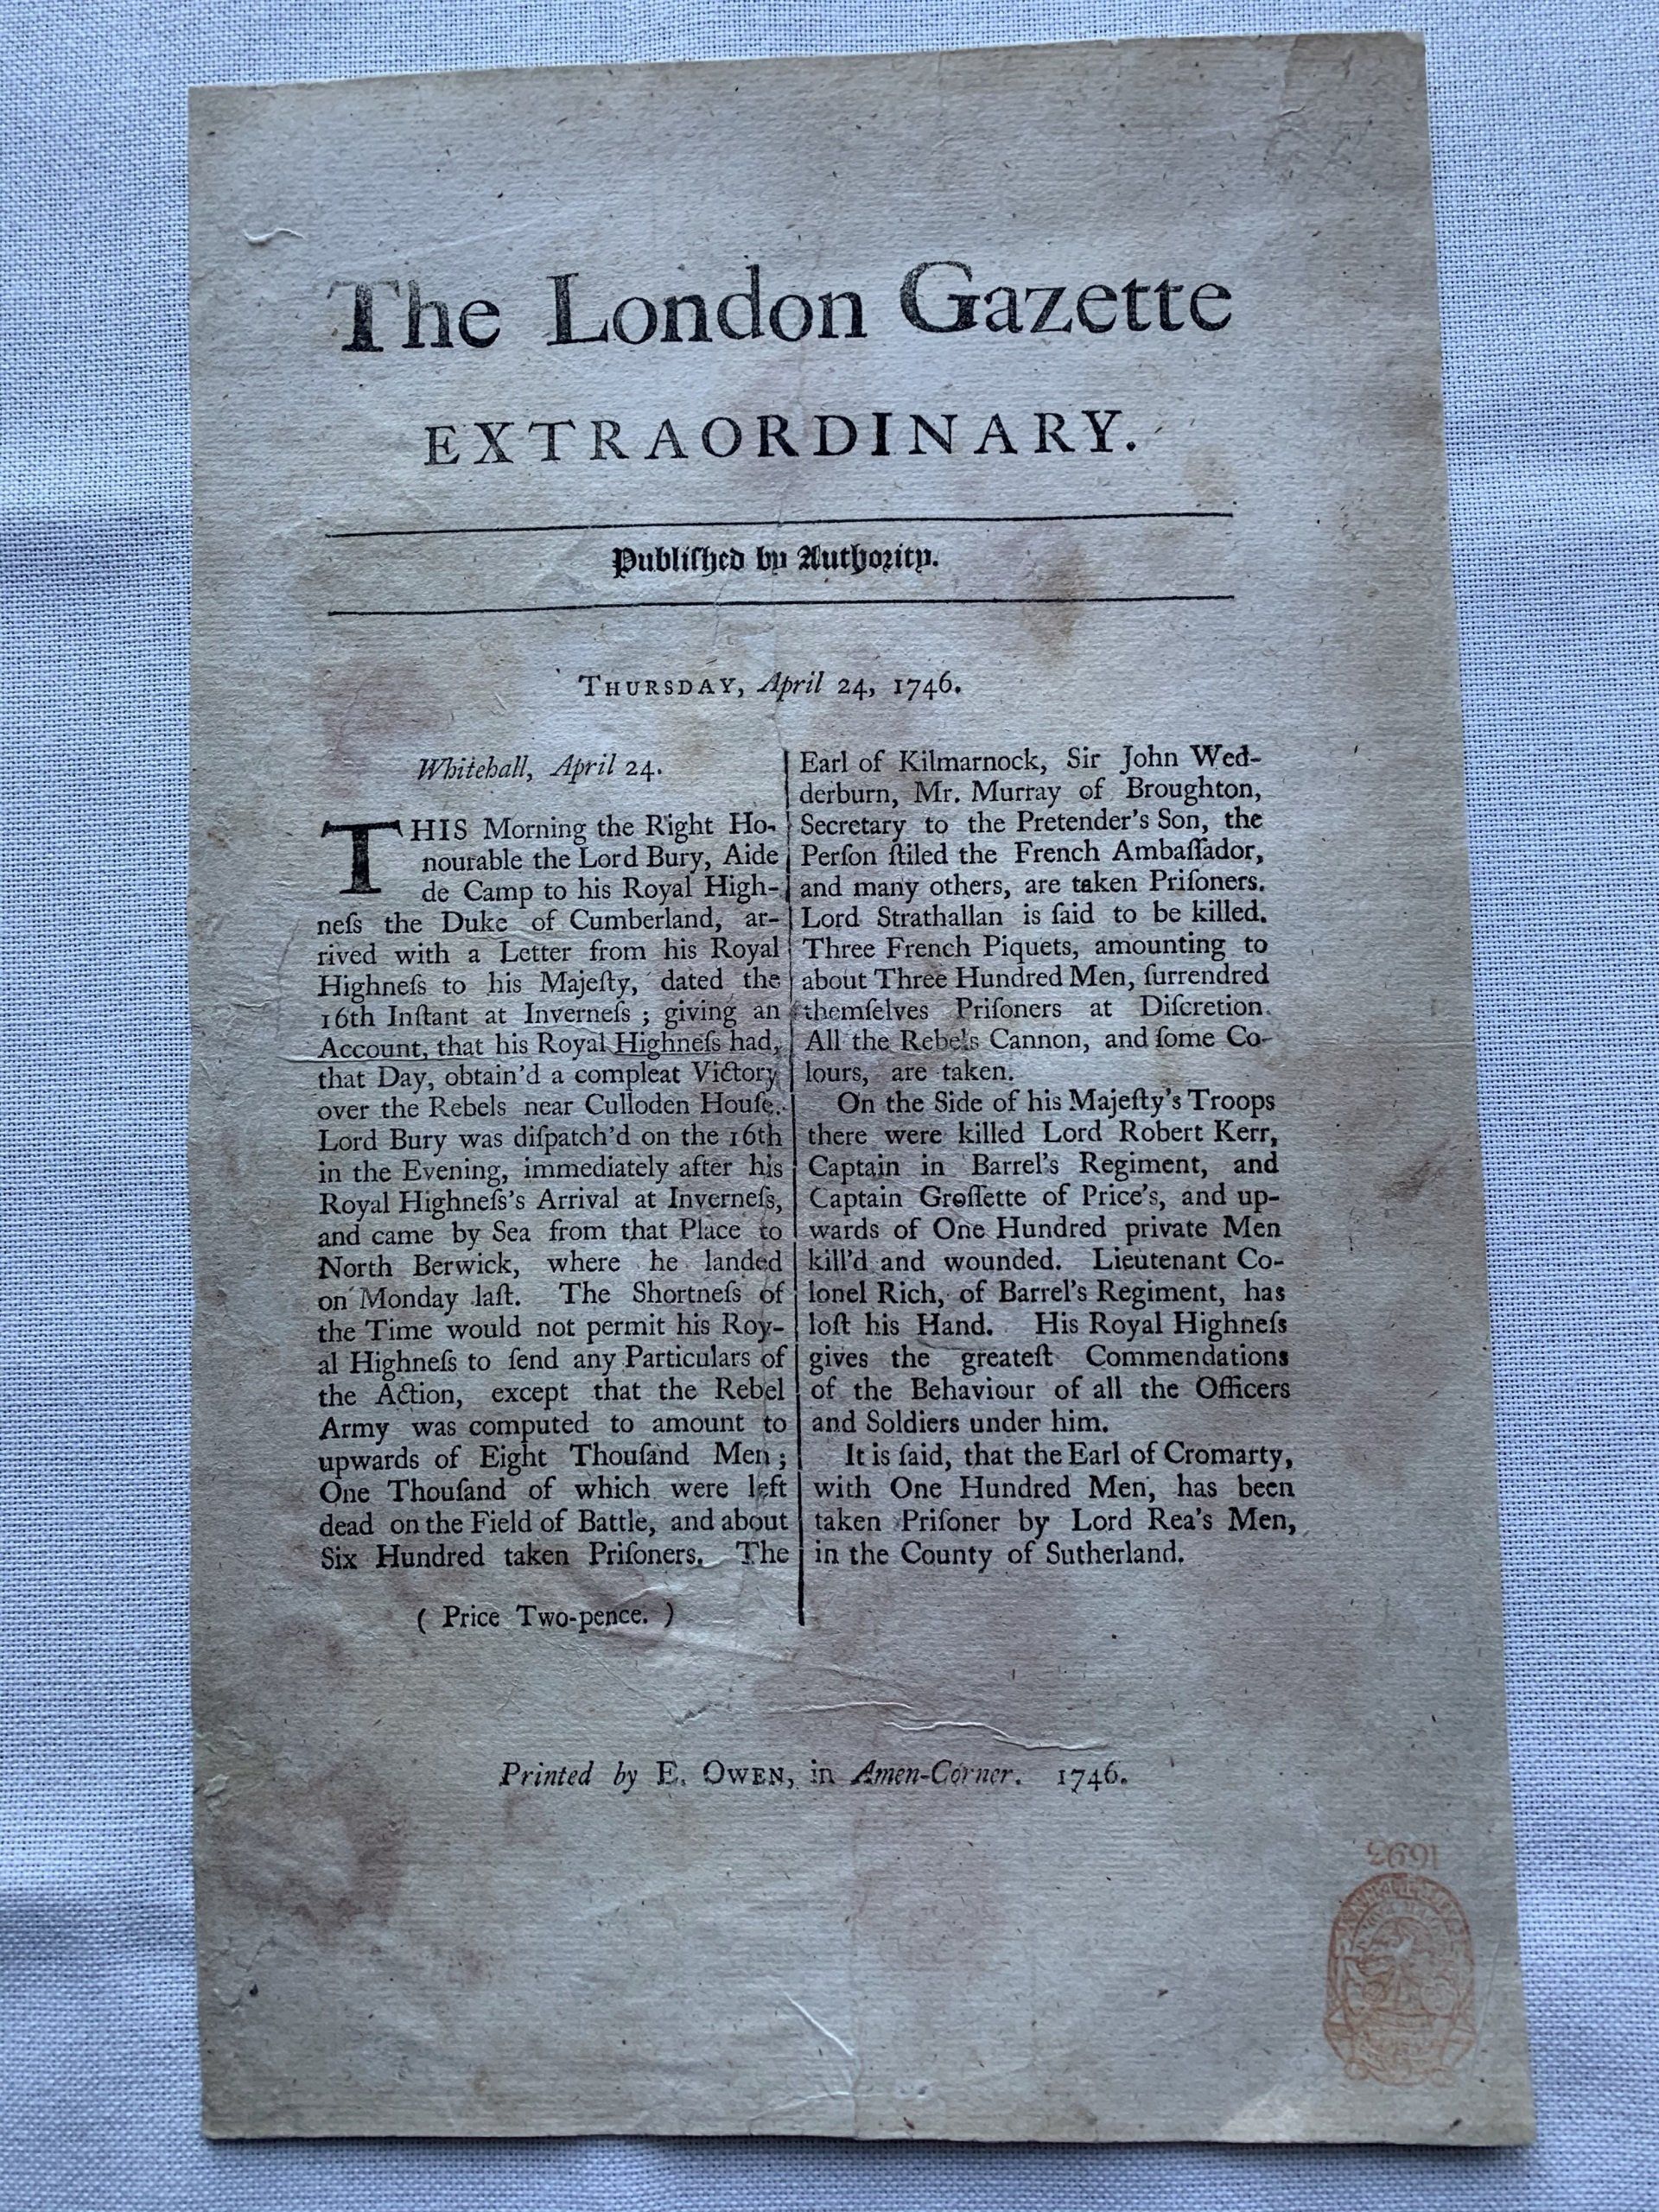 The London Gazette
EXTRAORDINARY.
Publiſhed by Authority.
THURSDAY, April 24, 1746.
Whitehall, April 24.
THIS Morning the Right Ho-
nourable the Lord Bury, Aide
de Camp to his Royal High-
neſs the Duke of Cumberland, ar-
rived with a Letter from his Royal
Highneſs to his Majeſty, dated the
16th Inſtant at Inverneſs ; giving an
Account, that his Royal Highneſs had,
that Day, obtain'd a compleat Victory
over the Rebels near Culloden Houſe.
Lord Bury was diſpatch'd on the 16th
in the Evening, immediately after his
Royal Highneſs's Arrival at Inverneſs,
and came by Sea from that Place to
North Berwick, where he landed
on Monday laſt. The Shortneſs of
the Time would not permit his Roy-
al Highneſs to ſend any Particulars of
the Action, except that the Rebel
Army was computed to amount to
upwards of Eight Thouſand Men ;
One Thouſand of which were left
dead on the Field of Battle, and about
Six Hundred taken Priſoners. The
( Price Two-pence. )
Earl of Kilmarnock, Sir John Wed-
derburn, Mr. Murray of Broughton,
Secretary to the Pretender's Son, the
Perſon ſtiled the French Ambaſſador,
and many others, are taken Priſoners.
Lord Strathallan is ſaid to be killed.
Three French Piquets, amounting to
about Three Hundred Men, ſurrendred
themſelves Priſoners at Diſcretion.
All the Rebels Cannon, and ſome Co-
lours, are taken.
On the Side of his Majeſty's Troops
there were killed Lord Robert Kerr,
Captain in Barrel's Regiment, and
Captain Groſſette of Price's, and up-
wards of One Hundred private Men
kill'd and wounded. Lieutenant Co-
lonel Rich, of Barrel's Regiment, has
loſt his Hand. His Royal Highneſs
gives the greateſt Commendations
of the Behaviour of all the Officers
and Soldiers under him.
It is ſaid, that the Earl of Cromarty,
with One Hundred Men, has been
taken Priſoner by Lord Rea's Men,
in the County of Sutherland.
Printed by E. OWEN, in Amen-Corner. 1746.